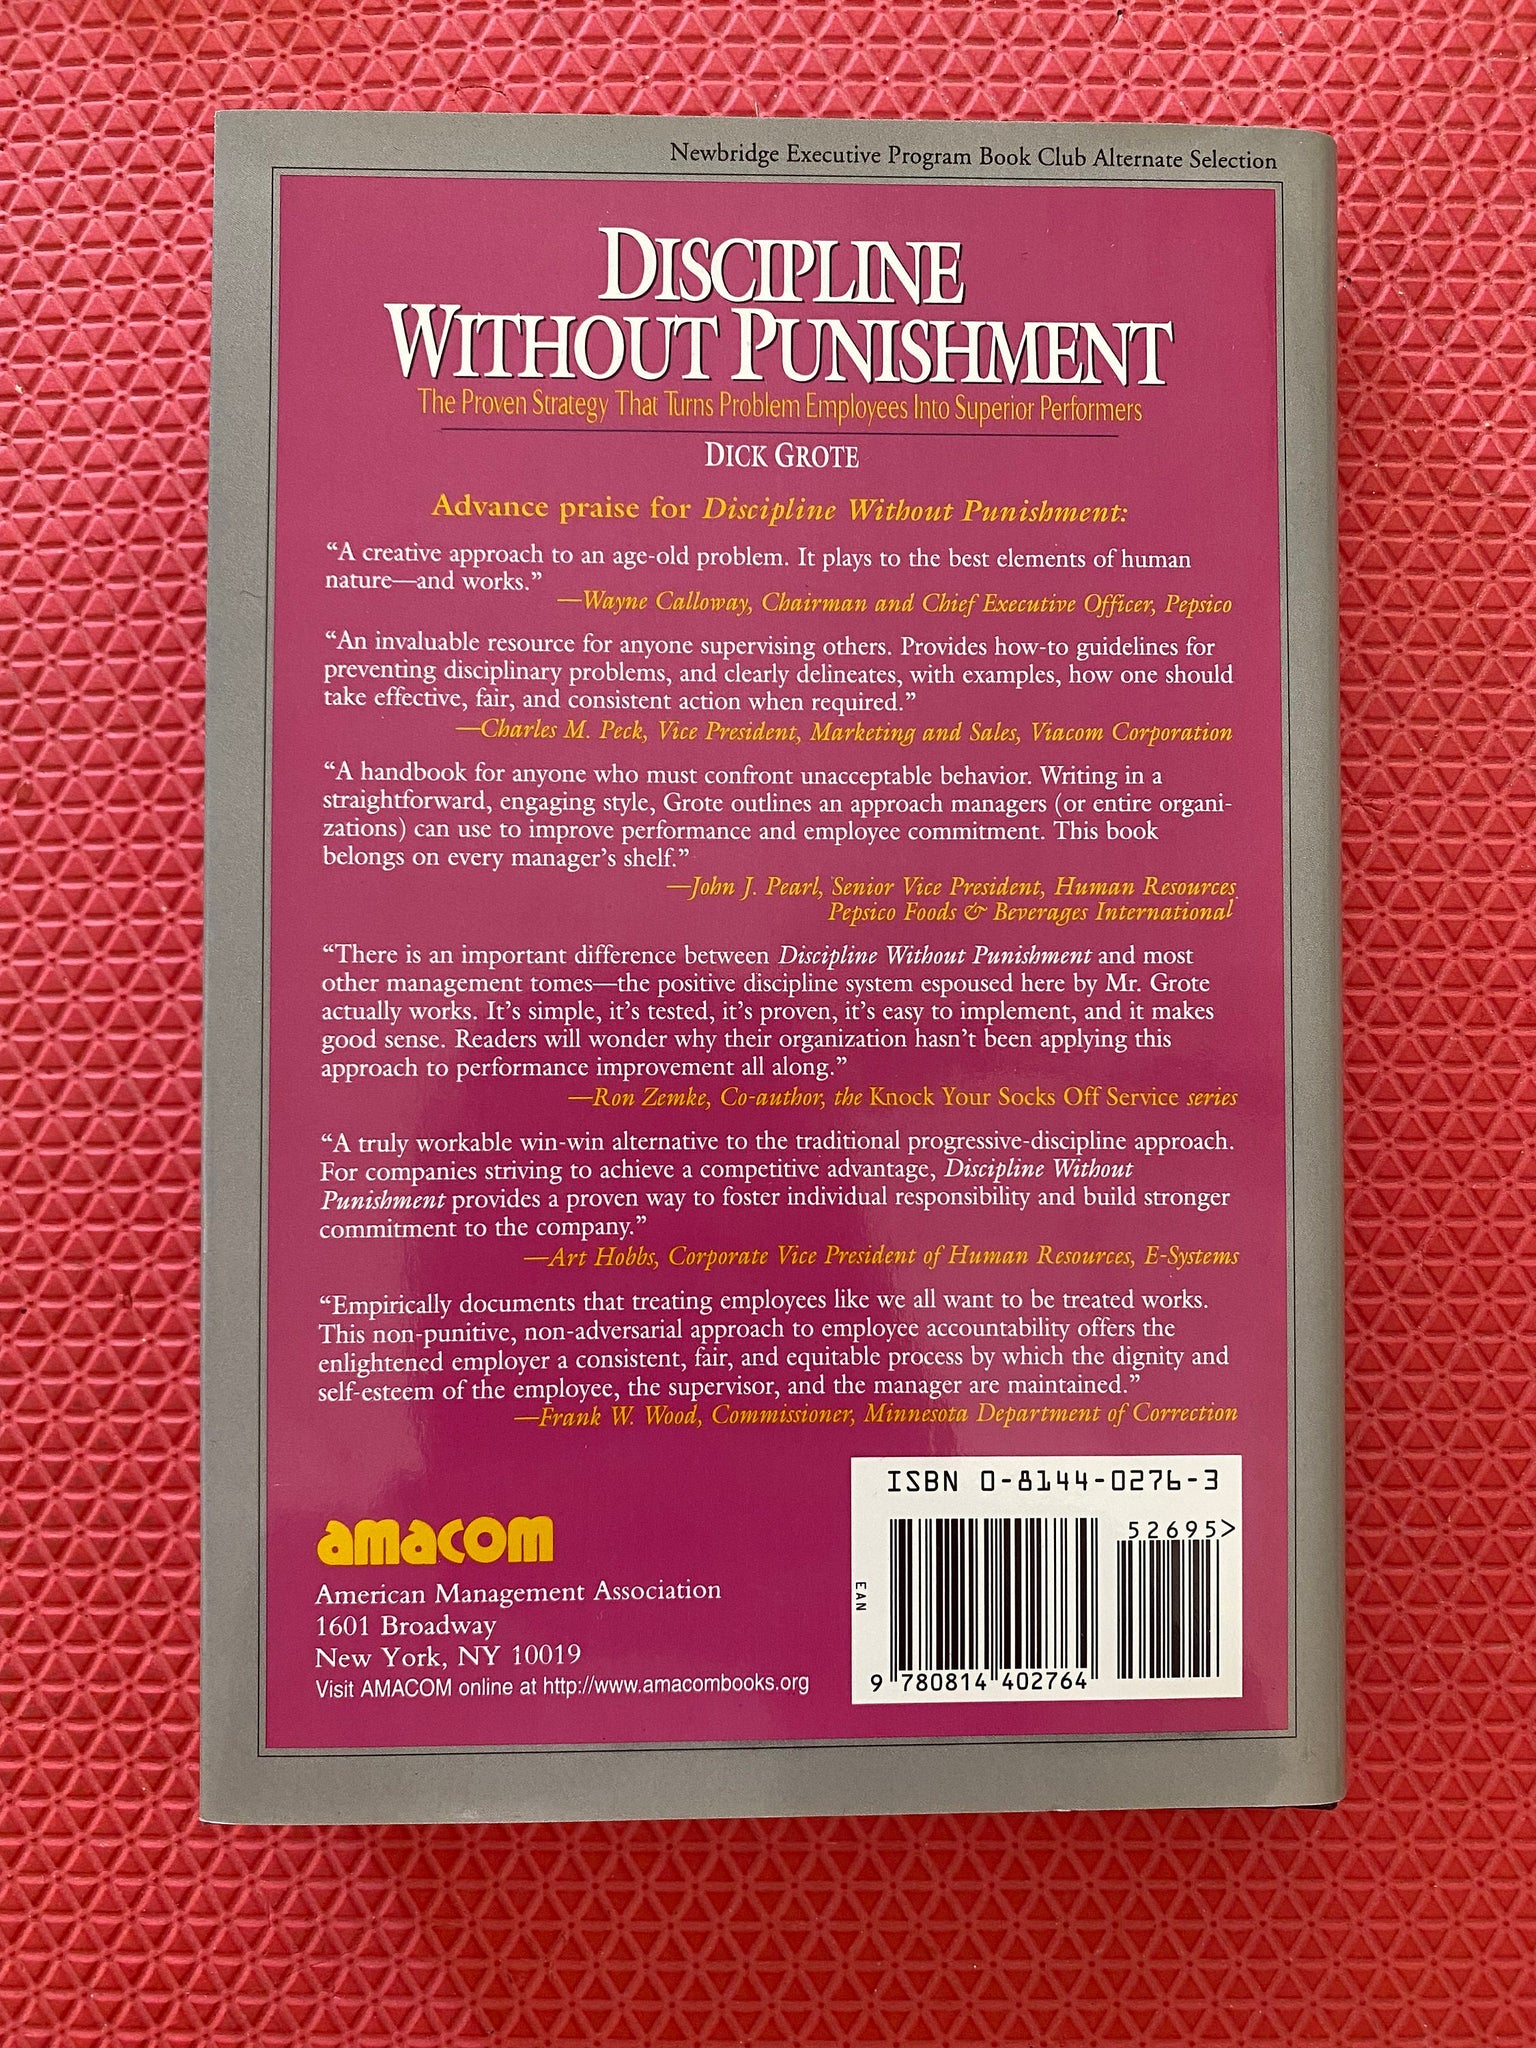 Newbridge Executive Program Book Club Alternate Selection
DISCIPLINE
WITHOUT PUNISHMENT
The Proven Strategy That Turns Problem Employees Into Superior Performers
DICK GROTE
Advance praise for Discipline Without Punishment:
“A creative approach to an age-old problem. It plays to the best elements of human
nature—and works.”
—Wayne Calloway, Chairman and Chief Executive Officer, Pepsico
“An invaluable resource for anyone supervising others. Provides how-to guidelines for
preventing disciplinary problems, and clearly delineates, with examples, how one should
take effective, fair, and consistent action when required.”
—Charles M. Peck, Vice President, Marketing and Sales, Viacom Corporation
“A handbook for anyone who must confront unacceptable behavior. Writing in a
straightforward, engaging style, Grote outlines an approach managers (or entire organi-
zations) can use to improve performance and employee commitment. This book
belongs on every manager’s shelf.”
—John J. Pearl, Senior Vice President, Human Resources
Pepsico Foods & Beverages International
“There is an important difference between Discipline Without Punishment and most
other management tomes—the positive discipline system espoused here by Mr. Grote
actually works. It’s simple, it’s tested, it’s proven, it’s easy to implement, and it makes
good sense. Readers will wonder why their organization hasn’t been applying this
approach to performance improvement all along.”
—Ron Zemke, Co-author, the Knock Your Socks Off Service series
“A truly workable win-win alternative to the traditional progressive-discipline approach.
For companies striving to achieve a competitive advantage, Discipline Without
Punishment provides a proven way to foster individual responsibility and build stronger
commitment to the company.”
—Art Hobbs, Corporate Vice President of Human Resources, E-Systems
“Empirically documents that treating employees like we all want to be treated works.
This non-punitive, non-adversarial approach to employee accountability offers the
enlightened employer a consistent, fair, and equitable process by which the dignity and
self-esteem of the employee, the supervisor, and the manager are maintained.”
—Frank W. Wood, Commissioner, Minnesota Department of Correction
ISBN 0-8144-0276-3
52695>
EAN
9 780814 402764
amacom
American Management Association
1601 Broadway
New York, NY 10019
Visit AMACOM online at http://www.amacombooks.org